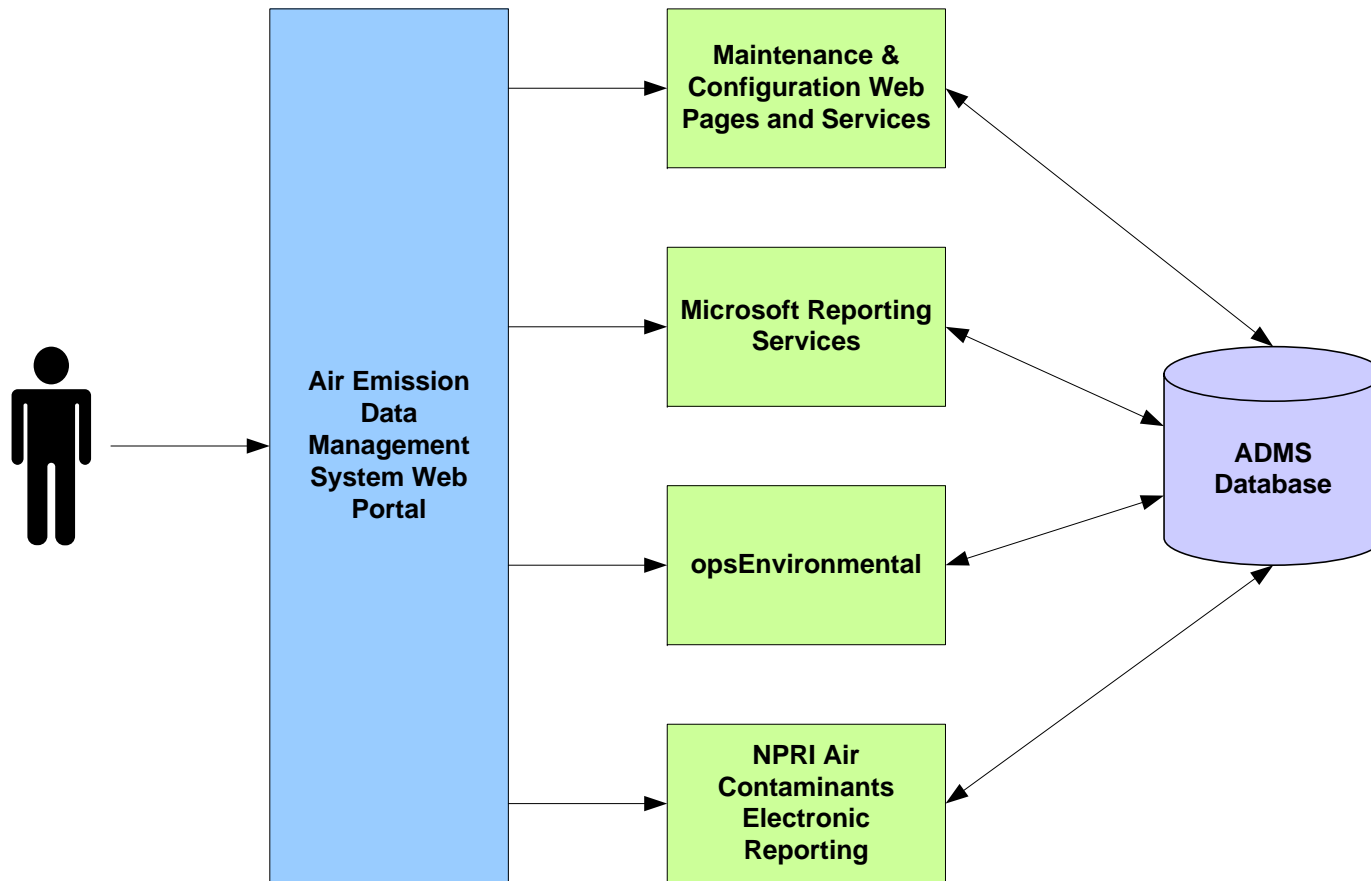 Air Emission
Data
Management
System Web
Portal
Maintenance &
Configuration Web
Pages and Services
Microsoft Reporting
Services
opsEnvironmental
NPRI Air
Contaminants
Electronic
Reporting
ADMS
Database